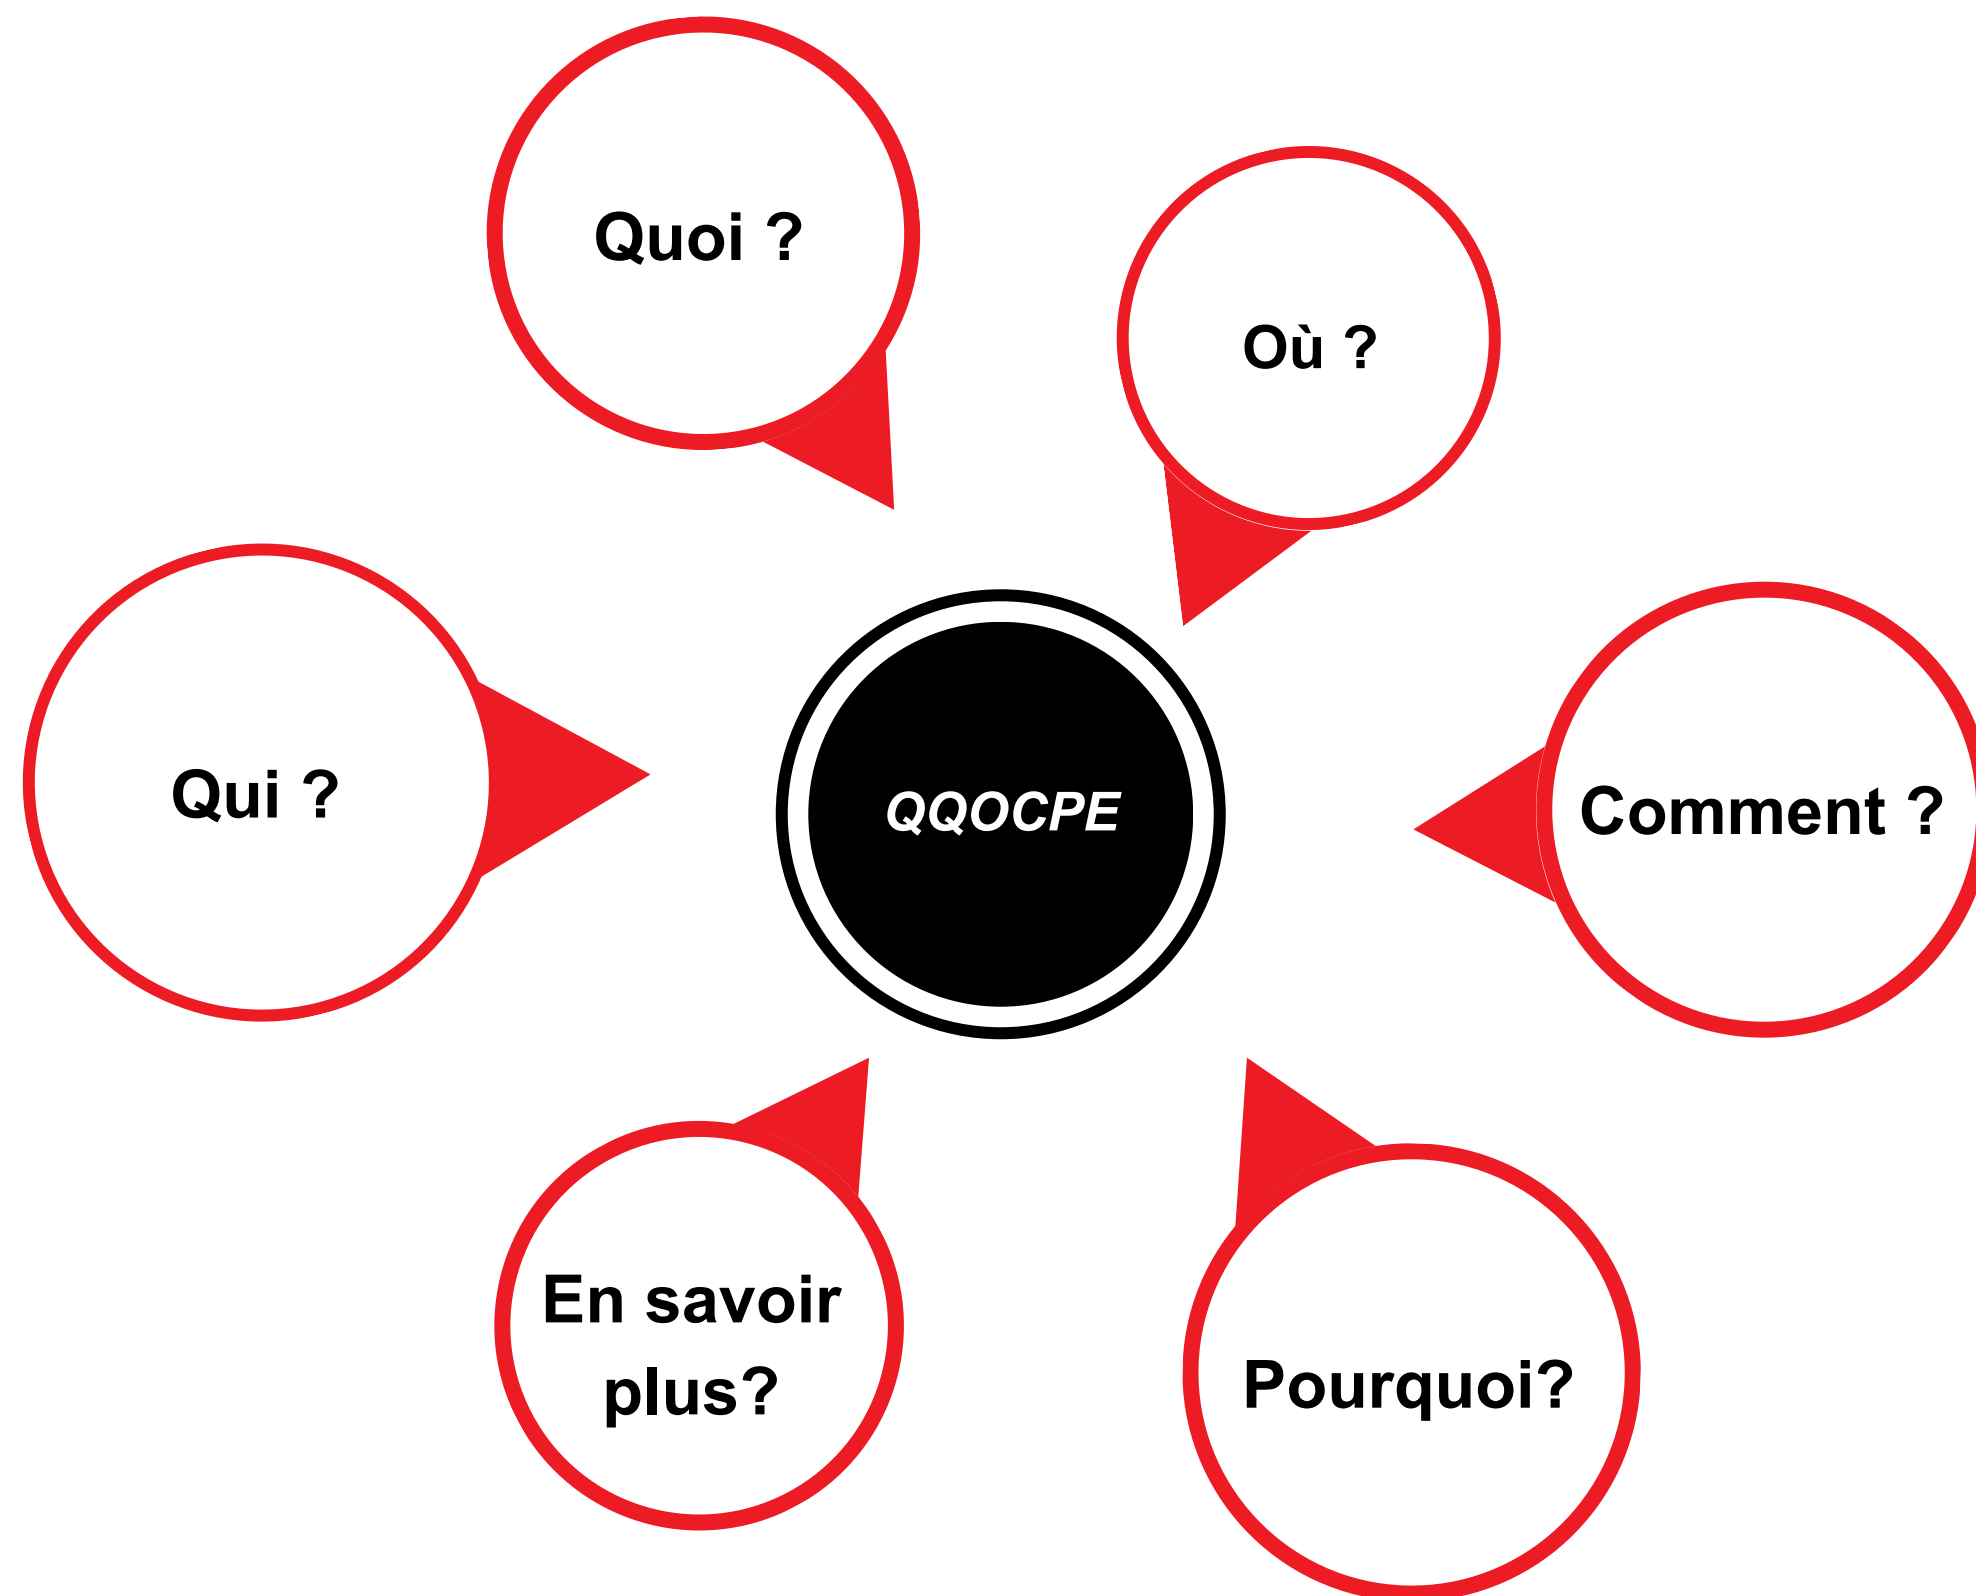 Quoi ?
Où ?
Qui ?
QQOCPE
Comment ?
En savoir
plus?
Pourquoi?